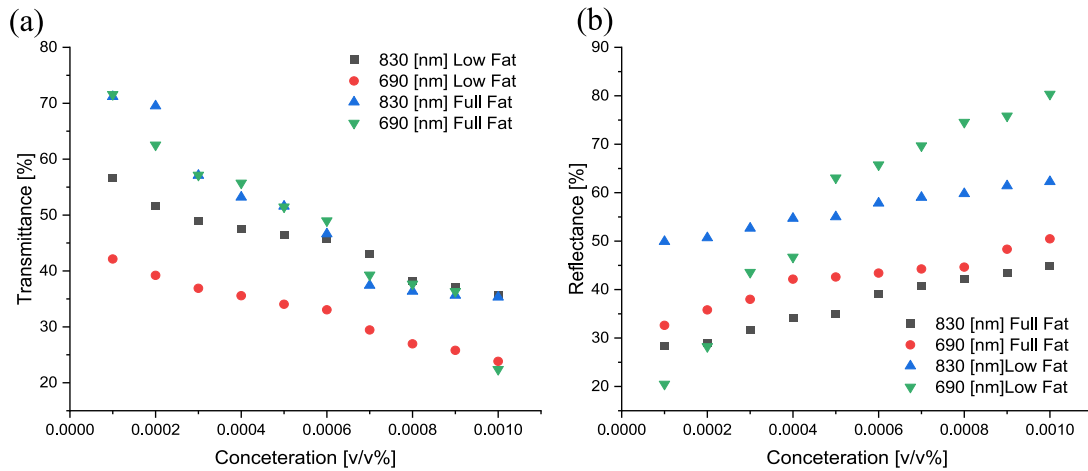 (a)
80
70
60
50
40
30
20
Transmittance [%]
830 [nm] Low Fat
690 [nm] Low Fat
830 [nm] Full Fat
690 [nm] Full Fat
0.0000
0.0002
0.0004
0.0006
0.0008
0.0010
Conceteration [v/v%]
(b)
90
80
70
60
50
40
30
20
Reflectance [%]
830 [nm] Full Fat
690 [nm] Full Fat
830 [nm]Low Fat
690 [nm]Low Fat
0.0000
0.0002
0.0004
0.0006
0.0008
0.0010
Conceteration [v/v%]